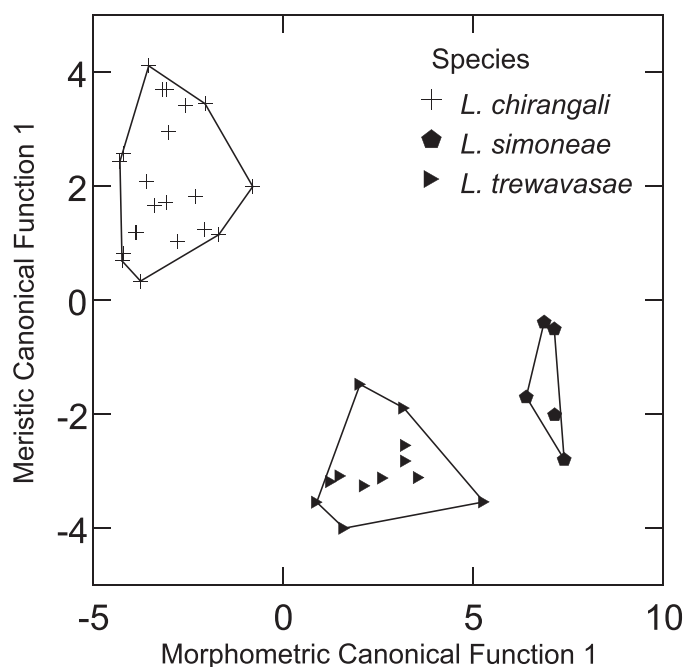 Species
L. chirangali
L. simoneae
L. trewavasae
Meristic Canonical Function 1
4
2
0
-2
-4
-5 0 5 10
Morphometric Canonical Function 1